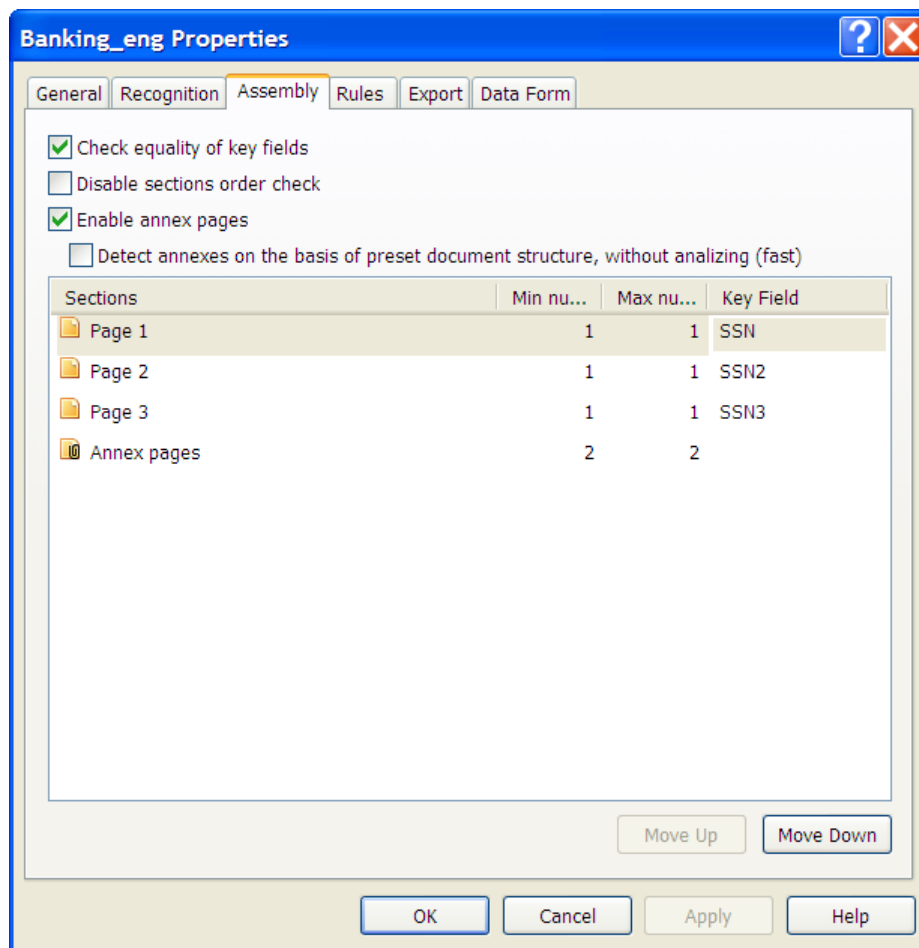 Banking_eng Properties
General Recognition Assembly Rules Export Data Form
Check equality of key fields
Disable sections order check
Enable annex pages
Detect annexes on the basis of preset document structure, without analizing (fast)
Sections Min nu... Max nu... Key Field
Page 1 1 1 SSN
Page 2 1 1 SSN2
Page 3 1 1 SSN3
Annex pages 2 2
Move Up Move Down
OK Cancel Apply Help